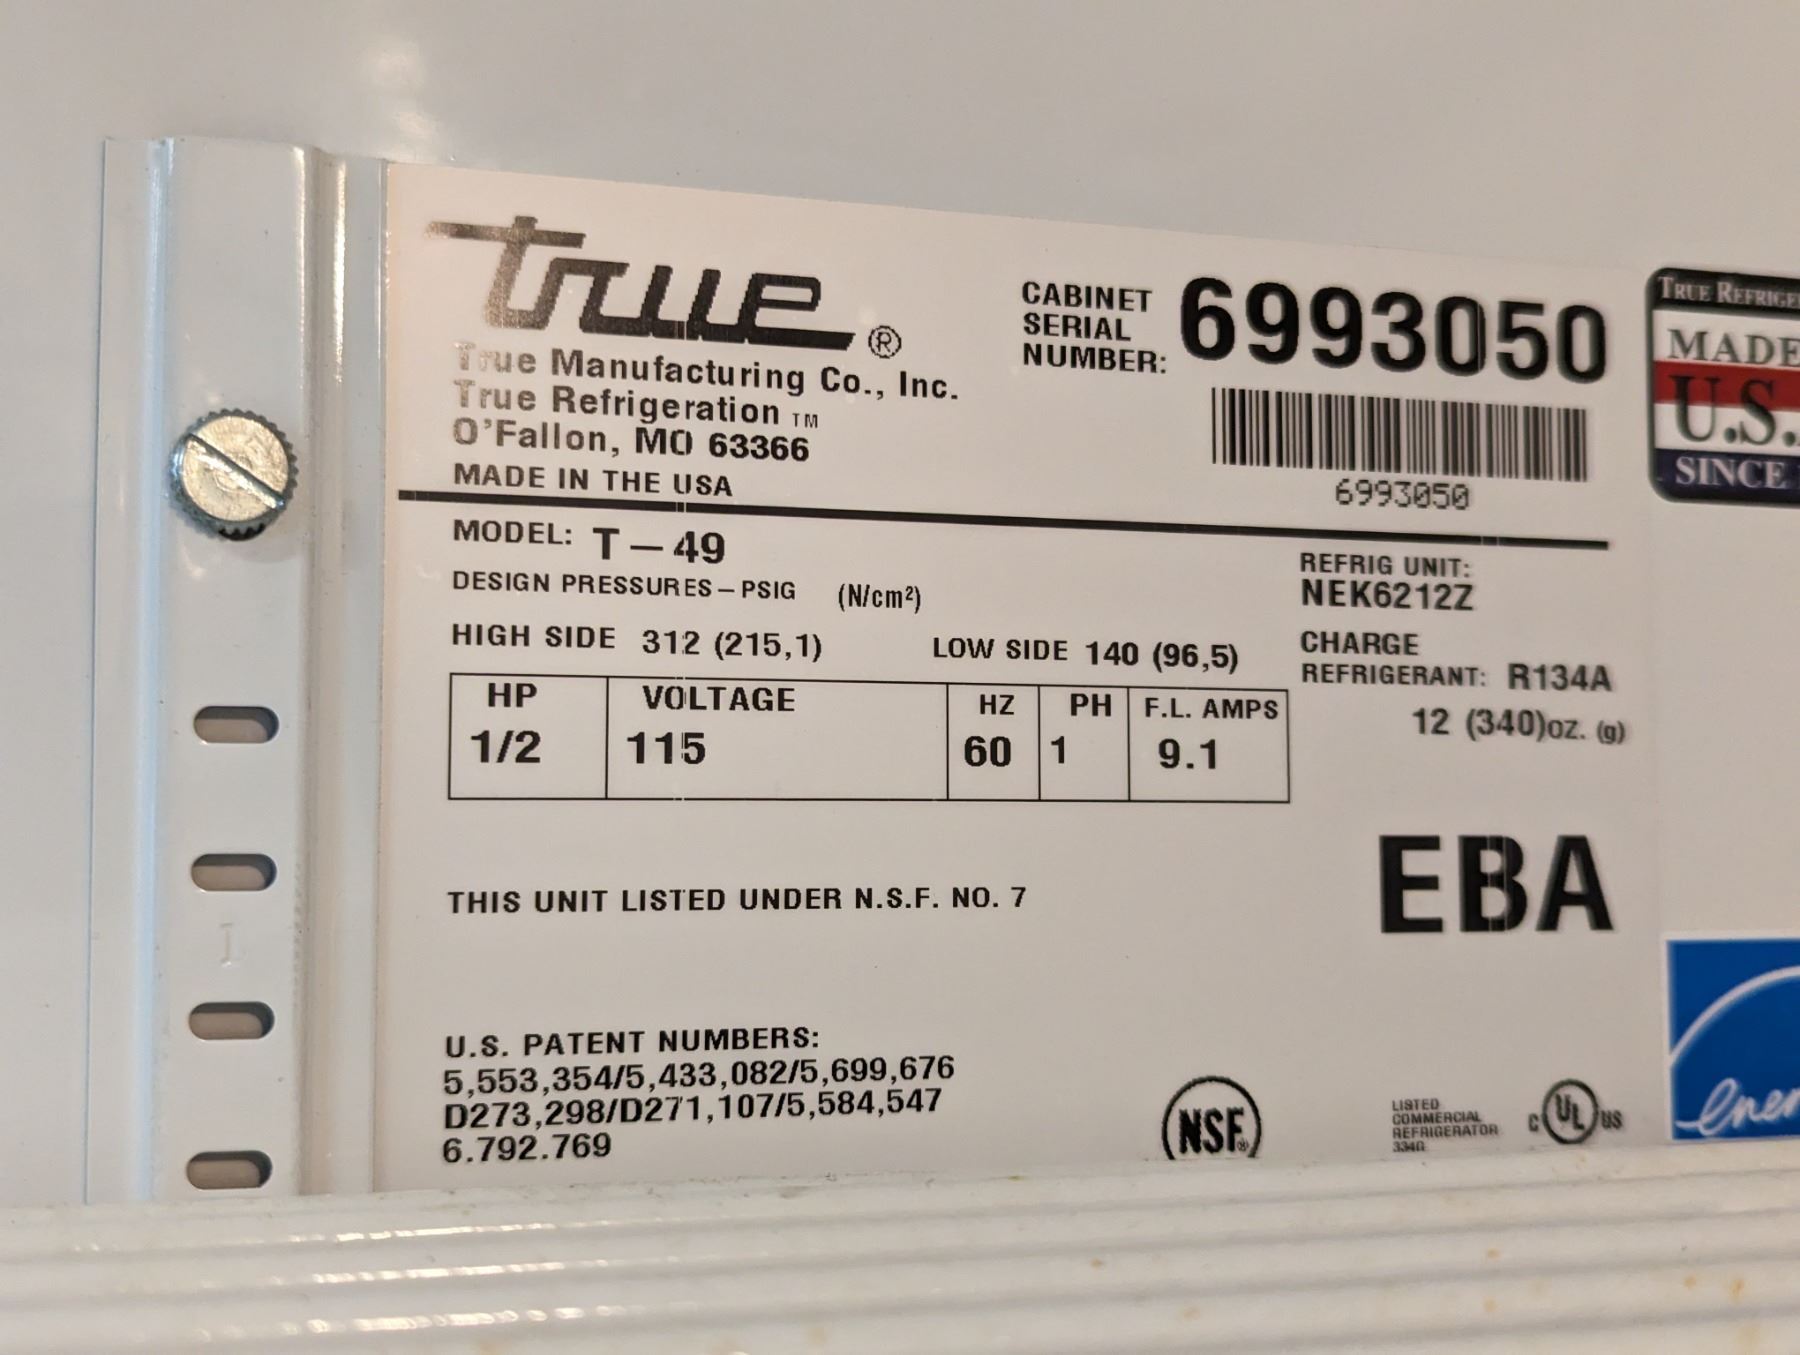 true®
True Manufacturing Co., Inc.
True Refrigeration TM
O'Fallon, MO 63366
MADE IN THE USA
CABINET
SERIAL
NUMBER: 6993050
6993050
TRUE REFRIGE
MADE
U.S.
SINCE
MODEL: T-49
DESIGN PRESSURES-PSIG (N/cm²)
HIGH SIDE 312 (215,1) LOW SIDE 140 (96,5)
REFRIG UNIT:
NEK6212Z
CHARGE
REFRIGERANT: R134A
12 (340)oz. (g)
HP VOLTAGE HZ PH F.L. AMPS
1/2 115 60 1 9.1
THIS UNIT LISTED UNDER N.S.F. NO. 7
EBA
U.S. PATENT NUMBERS:
5,553,354/5,433,082/5,699,676
D273,298/D271,107/5,584,547
6.792.769
NSF®
LISTED
COMMERCIAL
REFRIGERATOR
C UL US
ener
1